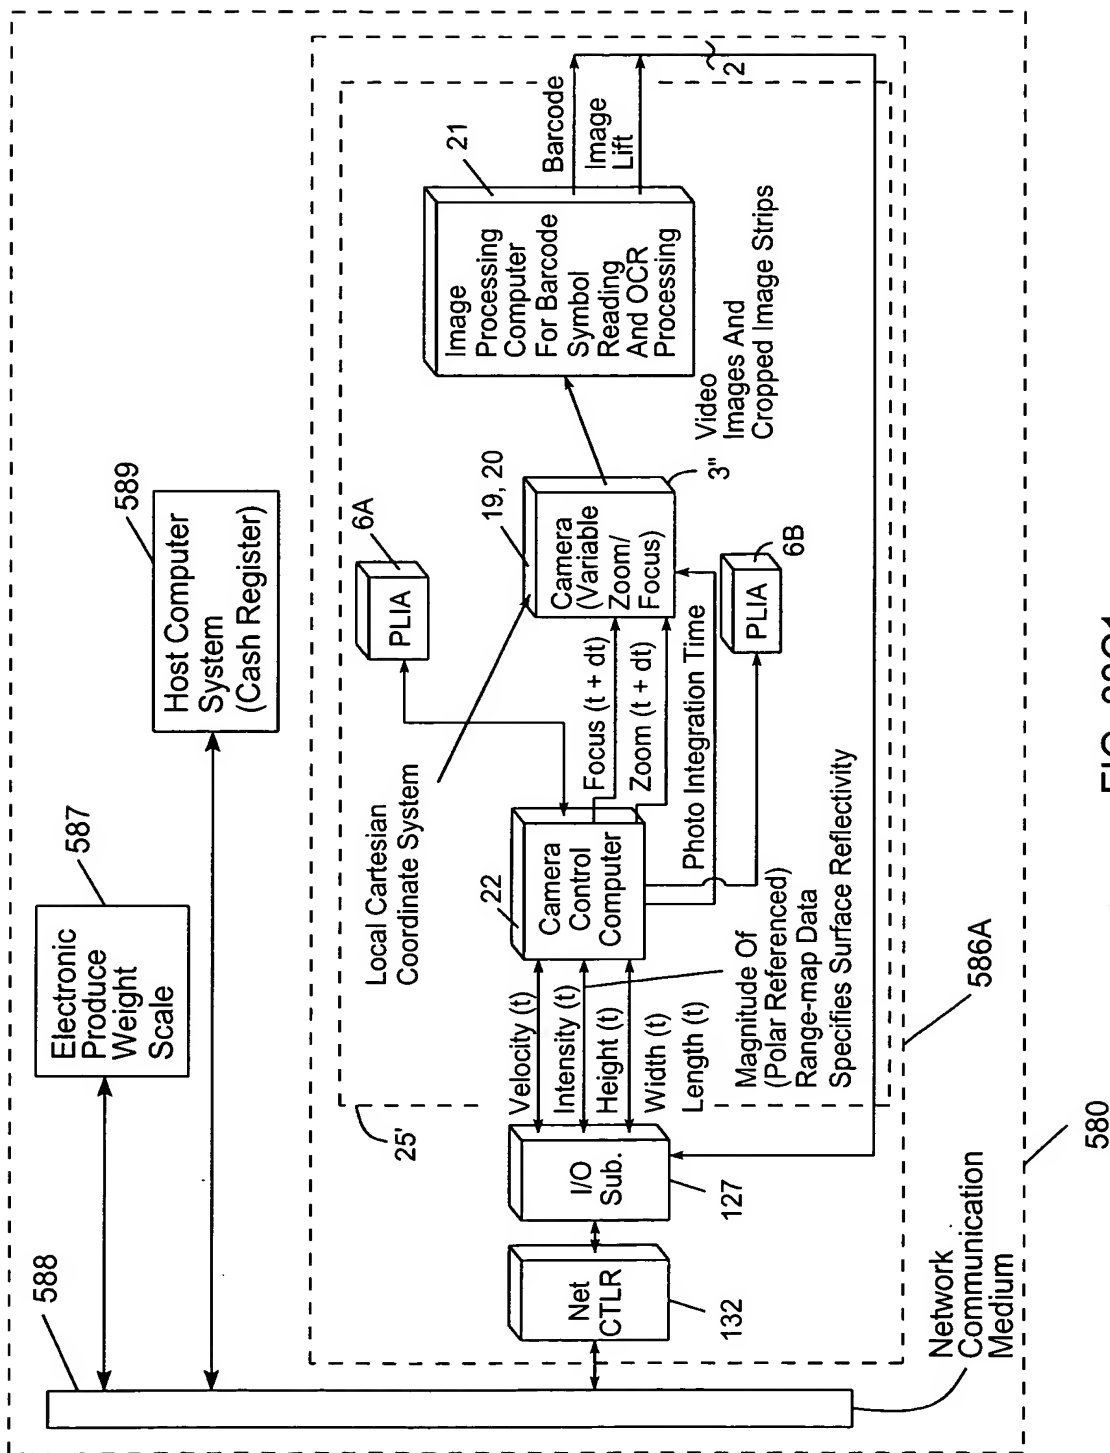 588
587
Electronic
Produce
Weight
Scale
589
Host Computer
System
(Cash Register)
25'
Local Cartesian
Coordinate System
6A
PLIA
19, 20
Camera
(Variable
Zoom/
Focus)
3"
21
Image
Processing
Computer
For Barcode
Symbol
Reading
And OCR
Processing
Barcode
Image
Lift
2
Video
Images And
Cropped Image Strips
22
Camera
Control
Computer
Focus (t + dt)
Zoom (t + dt)
Photo Integration Time
6B
PLIA
Velocity (t)
Intensity (t)
Height (t)
Width (t)
Length (t)
Magnitude Of
(Polar Referenced)
Range-map Data
Specifies Surface Reflectivity
I/O
Sub.
127
Net
CTLR
132
Network
Communication
Medium
586A
580